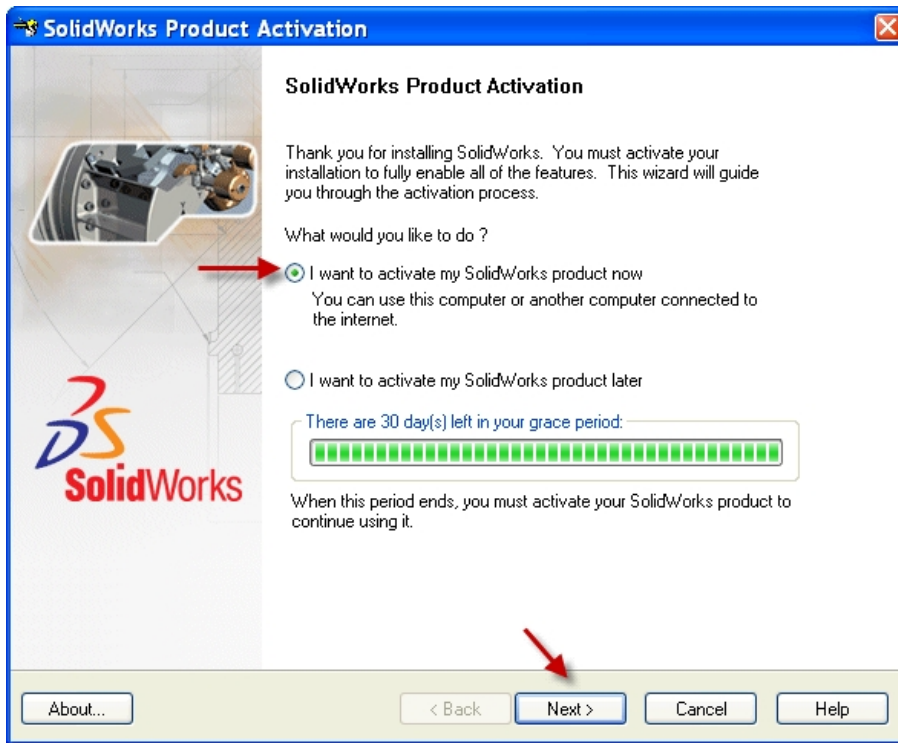 SolidWorks Product Activation
SolidWorks Product Activation
Thank you for installing SolidWorks. You must activate your
installation to fully enable all of the features. This wizard will guide
you through the activation process.
What would you like to do ?
I want to activate my SolidWorks product now
You can use this computer or another computer connected to
the internet.
I want to activate my SolidWorks product later
There are 30 day(s) left in your grace period:
When this period ends, you must activate your SolidWorks product to
continue using it.
DS
SolidWorks
About...
< Back
Next >
Cancel
Help